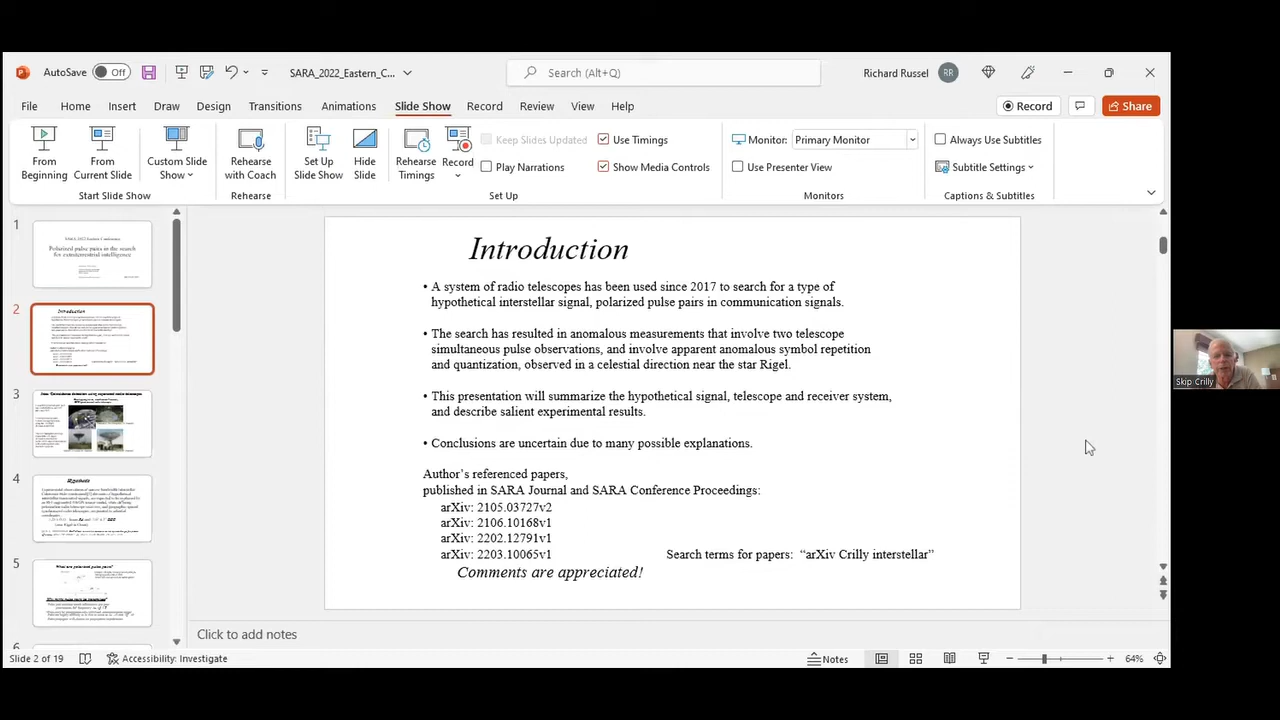 AutoSave Off SARA_2022_Eastern_C... Search (Alt+Q) Richard Russel RR
File Home Insert Draw Design Transitions Animations Slide Show Record Review View Help Record Share
From Beginning
From Current Slide
Custom Slide Show
Rehearse with Coach
Set Up Slide Show
Hide Slide
Rehearse Timings
Record
Keep Slides Updated
Use Timings
Play Narrations
Show Media Controls
Monitor: Primary Monitor
Use Presenter View
Always Use Subtitles
Subtitle Settings
Start Slide Show Rehearse Set Up Monitors Captions & Subtitles
1
2
3
4
5
6
Introduction
• A system of radio telescopes has been used since 2017 to search for a type of
hypothetical interstellar signal, polarized pulse pairs in communication signals.
• The search has resulted in anomalous measurements that involve two telescope
simultaneous pulse observations, and involve apparent anomalous symbol repetition
and quantization, observed in a celestial direction near the star Rigel.
• This presentation will summarize the hypothetical signal, telescope and receiver system,
and describe salient experimental results.
• Conclusions are uncertain due to many possible explanations.
Author's referenced papers,
published in SARA Journal and SARA Conference Proceedings:
arXiv: 2105.03727v2
arXiv: 2106.10168v1
arXiv: 2202.12791v1
arXiv: 2203.10065v1 Search terms for papers: “arXiv Crilly interstellar”
Comments are appreciated!
Skip Crilly
Click to add notes
Slide 2 of 19 Accessibility: Investigate Notes 64%